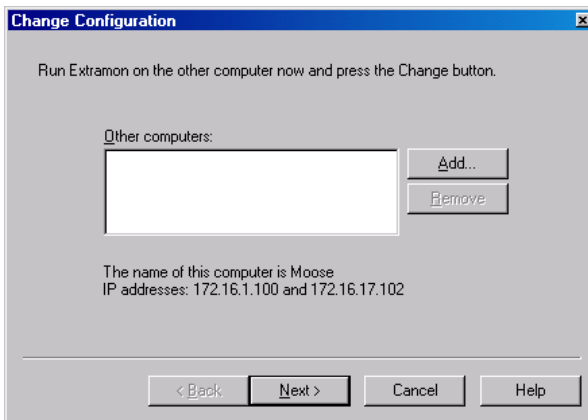 Change Configuration
Run Extramon on the other computer now and press the Change button.
Other computers:
Add...
Remove
The name of this computer is Moose
IP addresses: 172.16.1.100 and 172.16.17.102
< Back
Next >
Cancel
Help